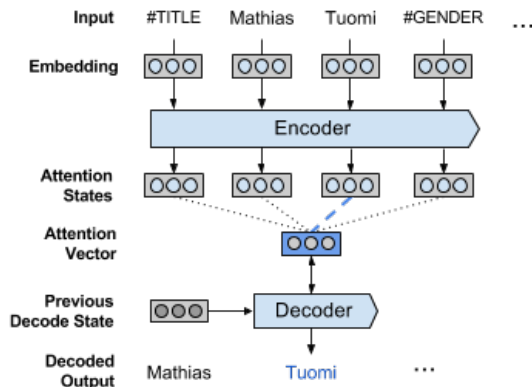 Input #TITLE Mathias Tuomi #GENDER ...
Embedding
Encoder
Attention
States
Attention
Vector
Previous
Decode State
Decoder
Decoded
Output
Mathias Tuomi ...